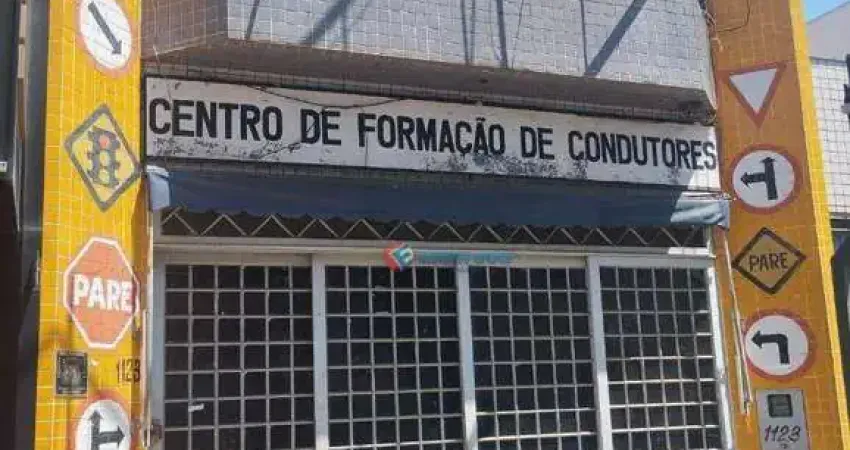 CENTRO DE FORMAÇÃO DE CONDUTORES
PARE
PARE
1123
1123